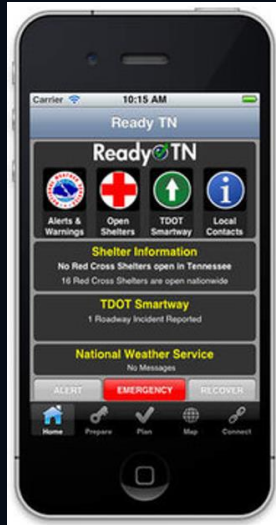 Carrier 10:15 AM
Ready TN
Ready TN
Alerts & Warnings
Open Shelters
TDOT Smartway
Local Contacts
Shelter Information
No Red Cross Shelters open in Tennessee
16 Red Cross Shelters are open nationwide
TDOT Smartway
1 Roadway Incident Reported
National Weather Service
No Messages
ALERT EMERGENCY RECOVER
Home Prepare Plan Map Connect